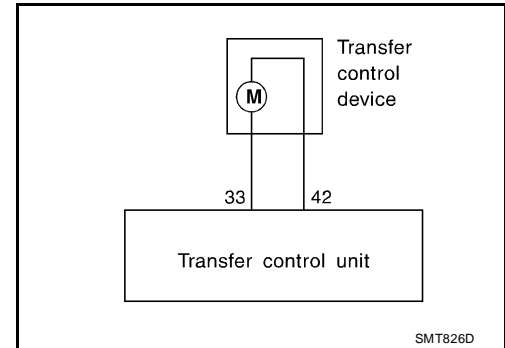 Transfer
control
device
M
33
42
Transfer control unit
SMT826D